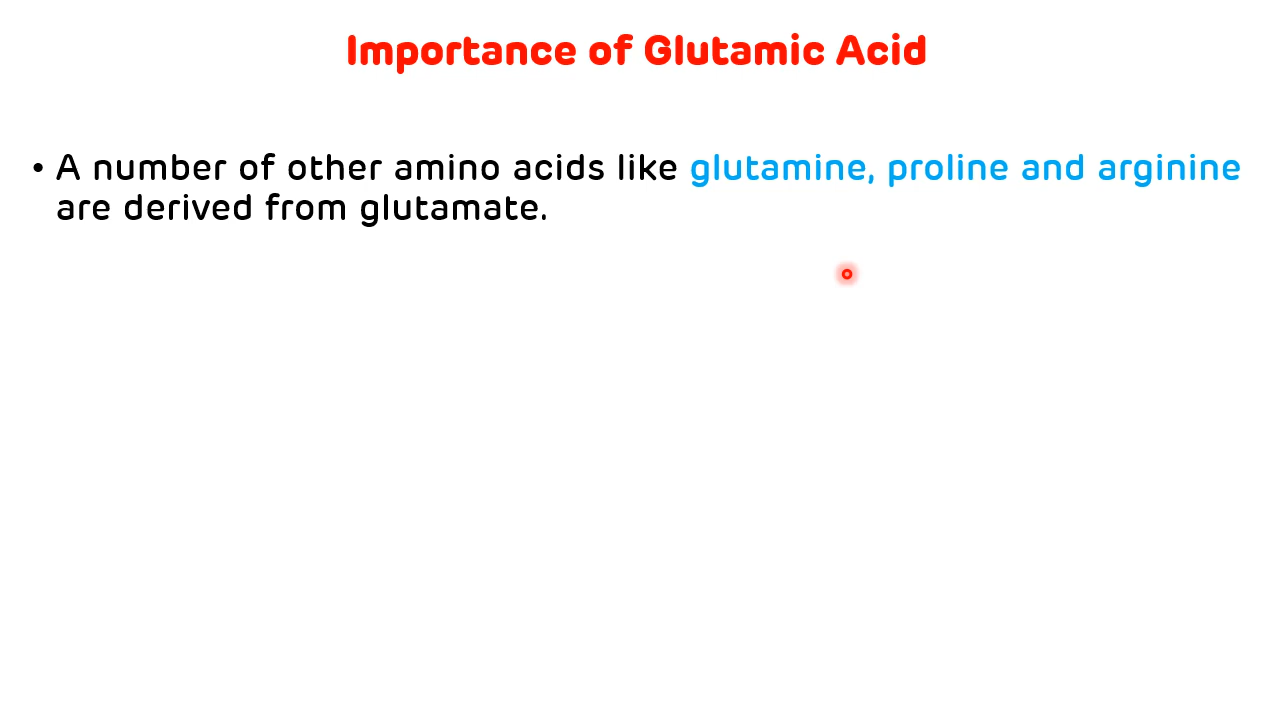 Importance of Glutamic Acid
• A number of other amino acids like glutamine, proline and arginine
are derived from glutamate.